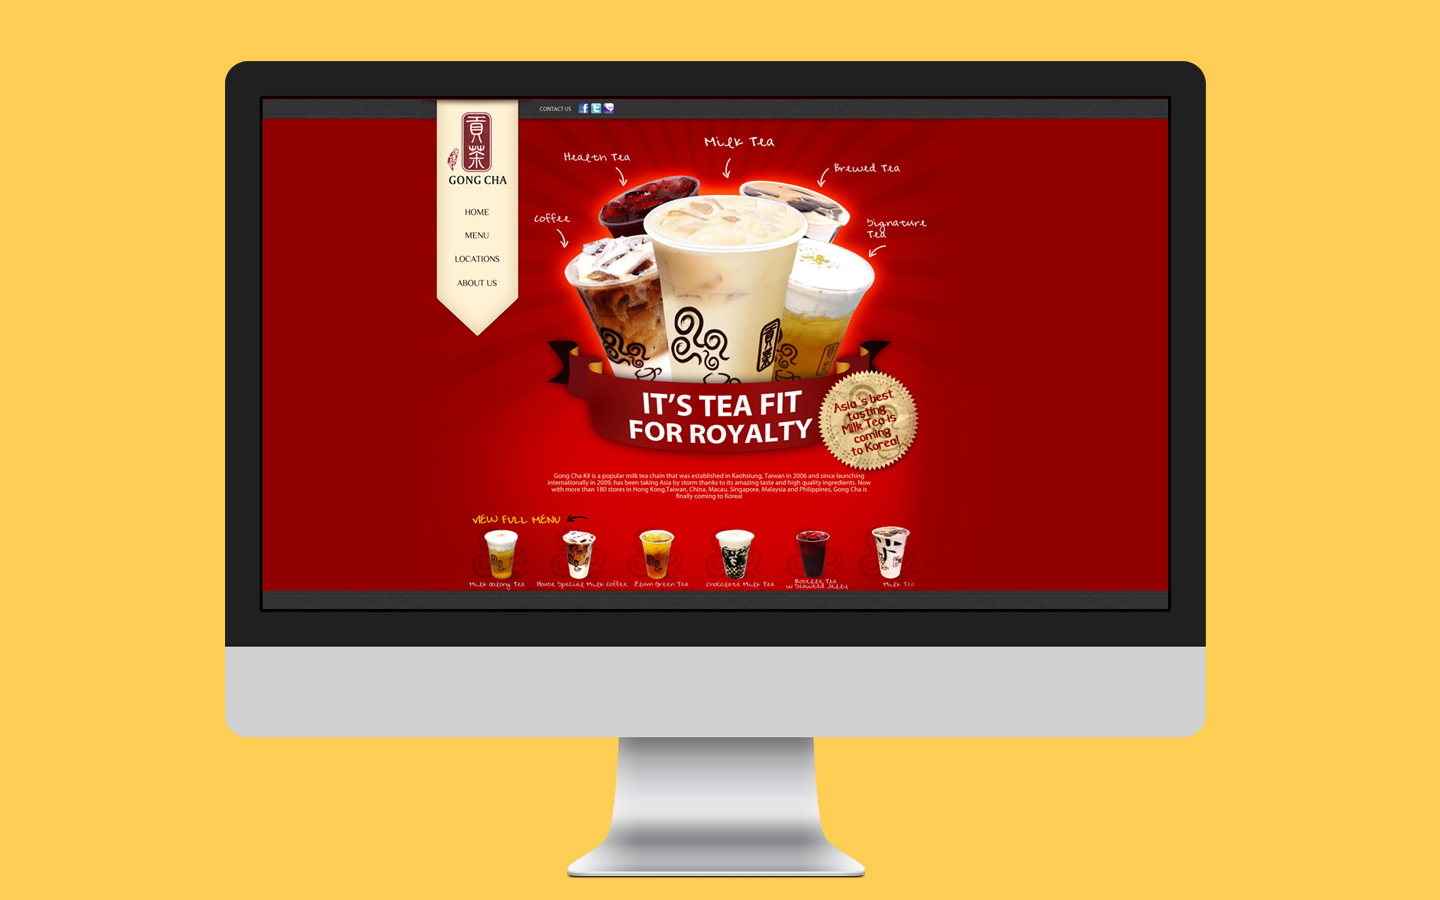 CONTACT US
貢茶
GONG CHA
HOME
MENU
LOCATIONS
ABOUT US
Milk Tea
Health Tea
Brewed Tea
Coffee
Signature
Tea
貢茶
IT'S TEA FIT
FOR ROYALTY
Asia's best
tasting
Milk Tea is
coming
to Korea!
Gong Cha K# is a popular milk tea chain that was established in Kaohsiung, Taiwan in 2006 and since launching
internationally in 2009, has been taking Asia by storm thanks to its amazing taste and high quality ingredients. Now
with more than 180 stores in Hong Kong,Taiwan, China, Macau, Singapore, Malaysia and Philippines, Gong Cha is
finally coming to Korea!
VIEW FULL MENU
Milk Oolong Tea
House Special Milk Coffee
Plum Green Tea
Chocolate Milk Tea
Roselle Tea
w Seaweed Jelly
Milk Tea